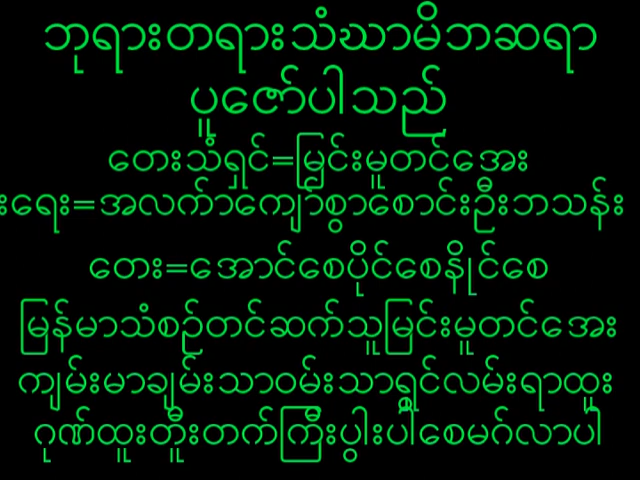 ဘုရားတရားသံဃာမိဘဆရာ
ပူဇော်ပါသည်
တေးသံရှင်=မြင်းမူတင်အေး
းရေး=အလင်္ကာကျော်စွာစောင်းဦးဘသန်း
တေး=အောင်စေပိုင်စေနိုင်စေ
မြန်မာသံစဉ်တင်ဆက်သူမြင်းမူတင်အေး
ကျမ်းမာချမ်းသာဝမ်းသာရွှင်လမ်းရာထူး
ဂုဏ်ထူးတိုးတက်ကြီးပွါးပါစေမင်္ဂလာပါ